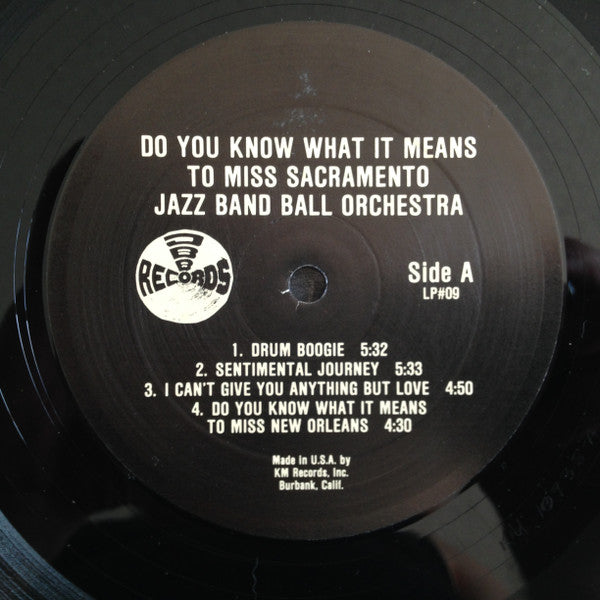 DO YOU KNOW WHAT IT MEANS
TO MISS SACRAMENTO
JAZZ BAND BALL ORCHESTRA
JBBO
RECORDS
Side A
LP#09
1. DRUM BOOGIE 5:32
2. SENTIMENTAL JOURNEY 5:33
3. I CAN'T GIVE YOU ANYTHING BUT LOVE 4:50
4. DO YOU KNOW WHAT IT MEANS
TO MISS NEW ORLEANS 4:30
Made in U.S.A. by
KM Records, Inc.
Burbank, Calif.